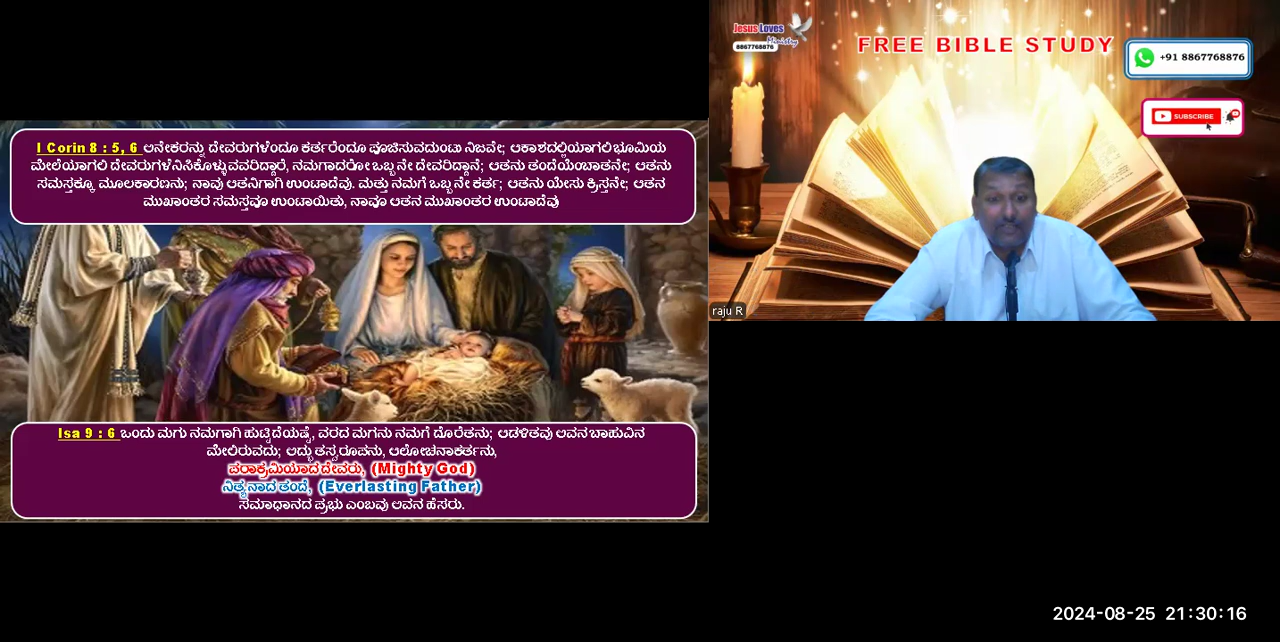 I Corin 8 : 5, 6 ಅನೇಕರನ್ನು ದೇವರುಗಳೆಂದೂ ಕರ್ತರೆಂದೂ ಪೂಜಿಸುವದುಂಟು ನಿಜವೇ; ಆಕಾಶದಲ್ಲಿಯಾಗಲಿ ಭೂಮಿಯ
ಮೇಲೆಯಾಗಲಿ ದೇವರುಗಳೆನಿಸಿಕೊಳ್ಳುವವರಿದ್ದಾರೆ, ನಮಗಾದರೋ ಒಬ್ಬನೇ ದೇವರಿದ್ದಾನೆ; ಆತನು ತಂದೆಯೆಂಬಾತನೇ; ಆತನು
ಸಮಸ್ತಕ್ಕೂ ಮೂಲಕಾರಣನು; ನಾವು ಆತನಿಗಾಗಿ ಉಂಟಾದೆವು. ಮತ್ತು ನಮಗೆ ಒಬ್ಬನೇ ಕರ್ತ; ಆತನು ಯೇಸು ಕ್ರಿಸ್ತನೇ; ಆತನ
ಮುಖಾಂತರ ಸಮಸ್ತವೂ ಉಂಟಾಯಿತು, ನಾವೂ ಆತನ ಮುಖಾಂತರ ಉಂಟಾದೆವು
Isa 9 : 6 ಒಂದು ಮಗು ನಮಗಾಗಿ ಹುಟ್ಟಿದೆಯಷ್ಟೆ, ವರದ ಮಗನು ನಮಗೆ ದೊರೆತನು; ಆಡಳಿತವು ಅವನ ಬಾಹುವಿನ
ಮೇಲಿರುವದು; ಅದ್ಭುತಸ್ವರೂಪನು, ಆಲೋಚನಾಕರ್ತನು,
ಪರಾಕ್ರಮಿಯಾದ ದೇವರು, (Mighty God)
ನಿತ್ಯನಾದ ತಂದೆ, (Everlasting Father)
ಸಮಾಧಾನದ ಪ್ರಭು ಎಂಬವು ಅವನ ಹೆಸರು.
Jesus Loves
Ministry
8867768876
FREE BIBLE STUDY
+91 8867768876
SUBSCRIBE
raju R
2024-08-25 21:30:16